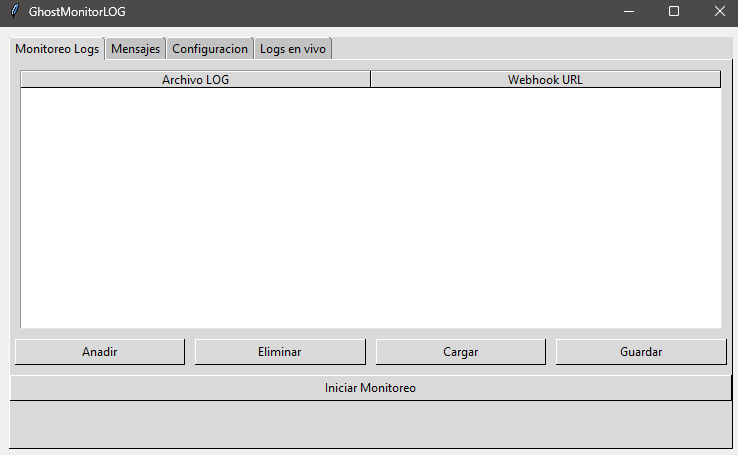 GhostMonitorLOG
Monitoreo Logs Mensajes Configuracion Logs en vivo
Archivo LOG Webhook URL
Anadir Eliminar Cargar Guardar
Iniciar Monitoreo